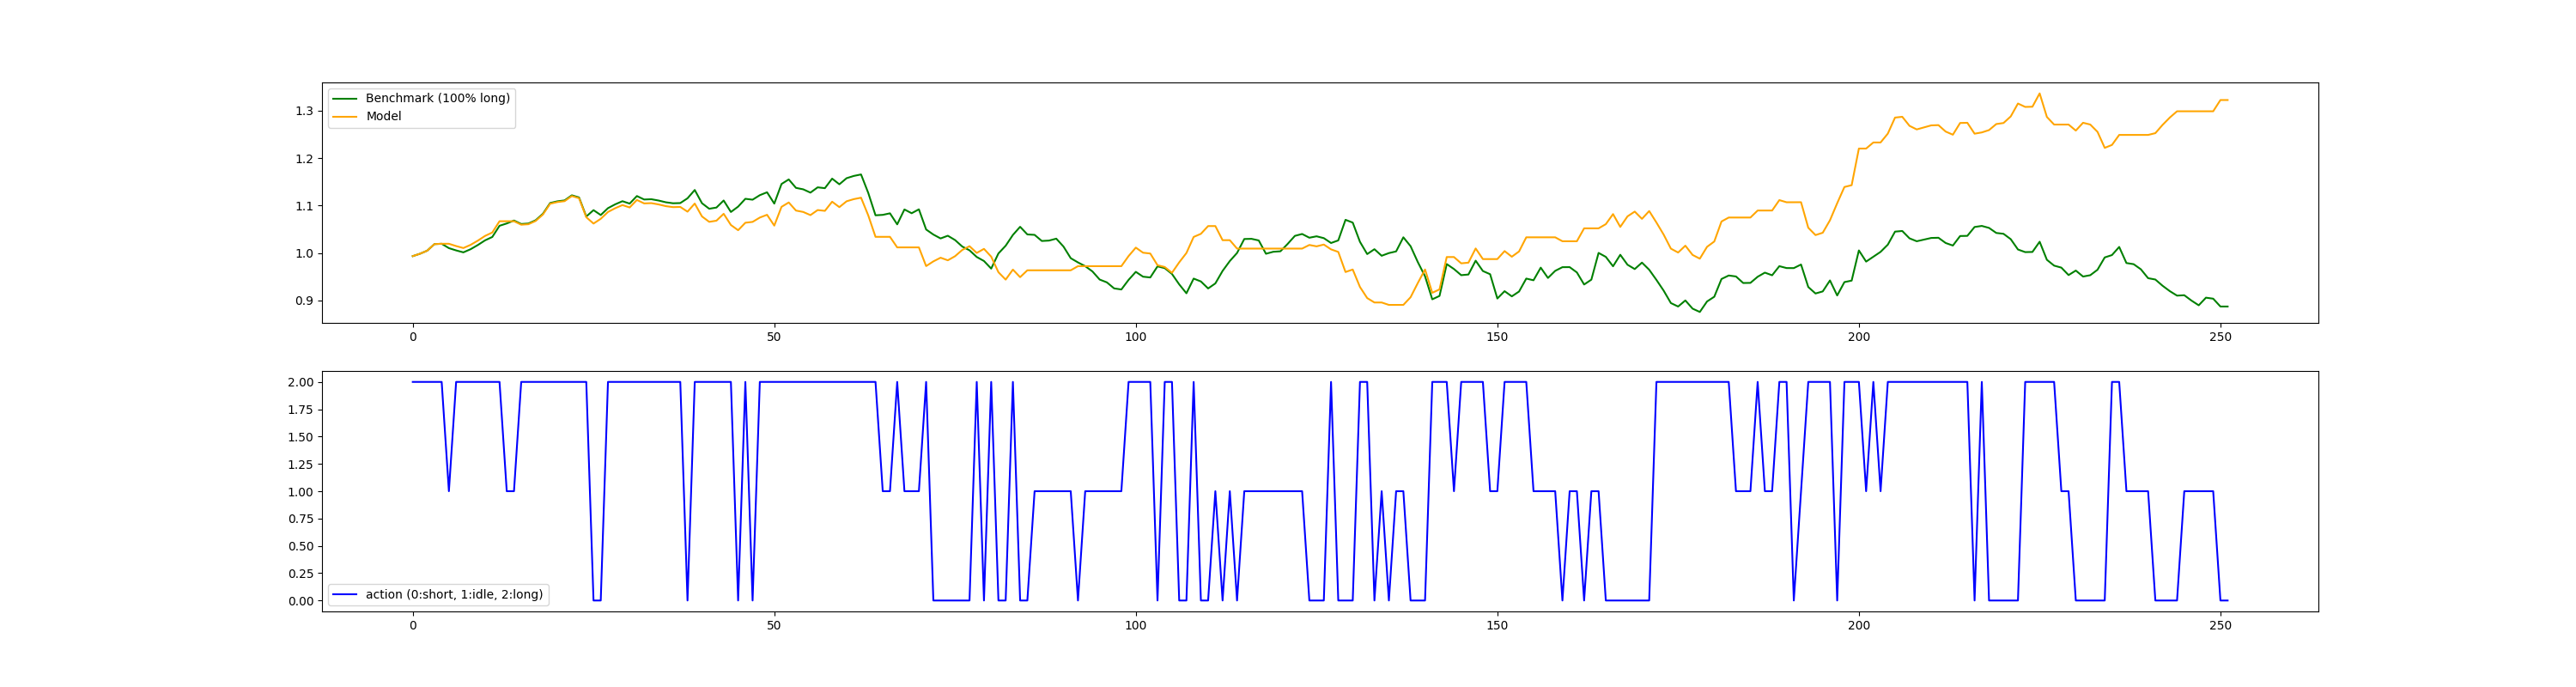 Benchmark (100% long)
Model
1.3
1.2
1.1
1.0
0.9
0 50 100 150 200 250
2.00
1.75
1.50
1.25
1.00
0.75
0.50
0.25
0.00
action (0:short, 1:idle, 2:long)
0 50 100 150 200 250